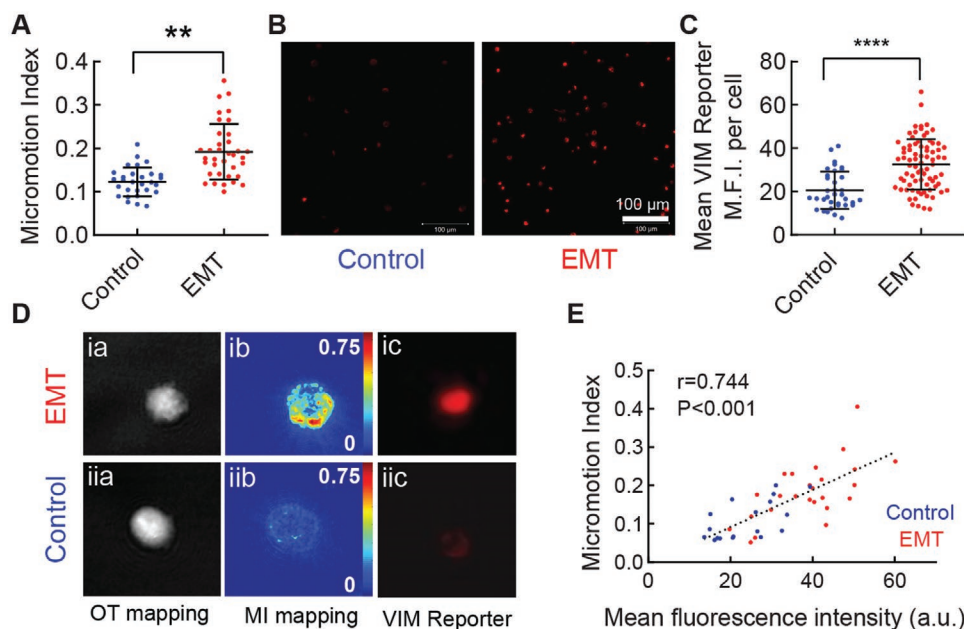 A
**
Micromotion Index
0.4
0.3
0.2
0.1
0.0
Control
EMT
B
100 μm
100 μm
100 μm
Control
EMT
C
****
Mean VIM Reporter
M.F.I. per cell
80
60
40
20
0
Control
EMT
D
EMT
ia
ib
0.75
0
ic
Control
iia
iib
0.75
0
iic
OT mapping
MI mapping
VIM Reporter
E
r=0.744
P<0.001
Micromotion Index
0.5
0.4
0.3
0.2
0.1
0.0
0
20
40
60
Control
EMT
Mean fluorescence intensity (a.u.)